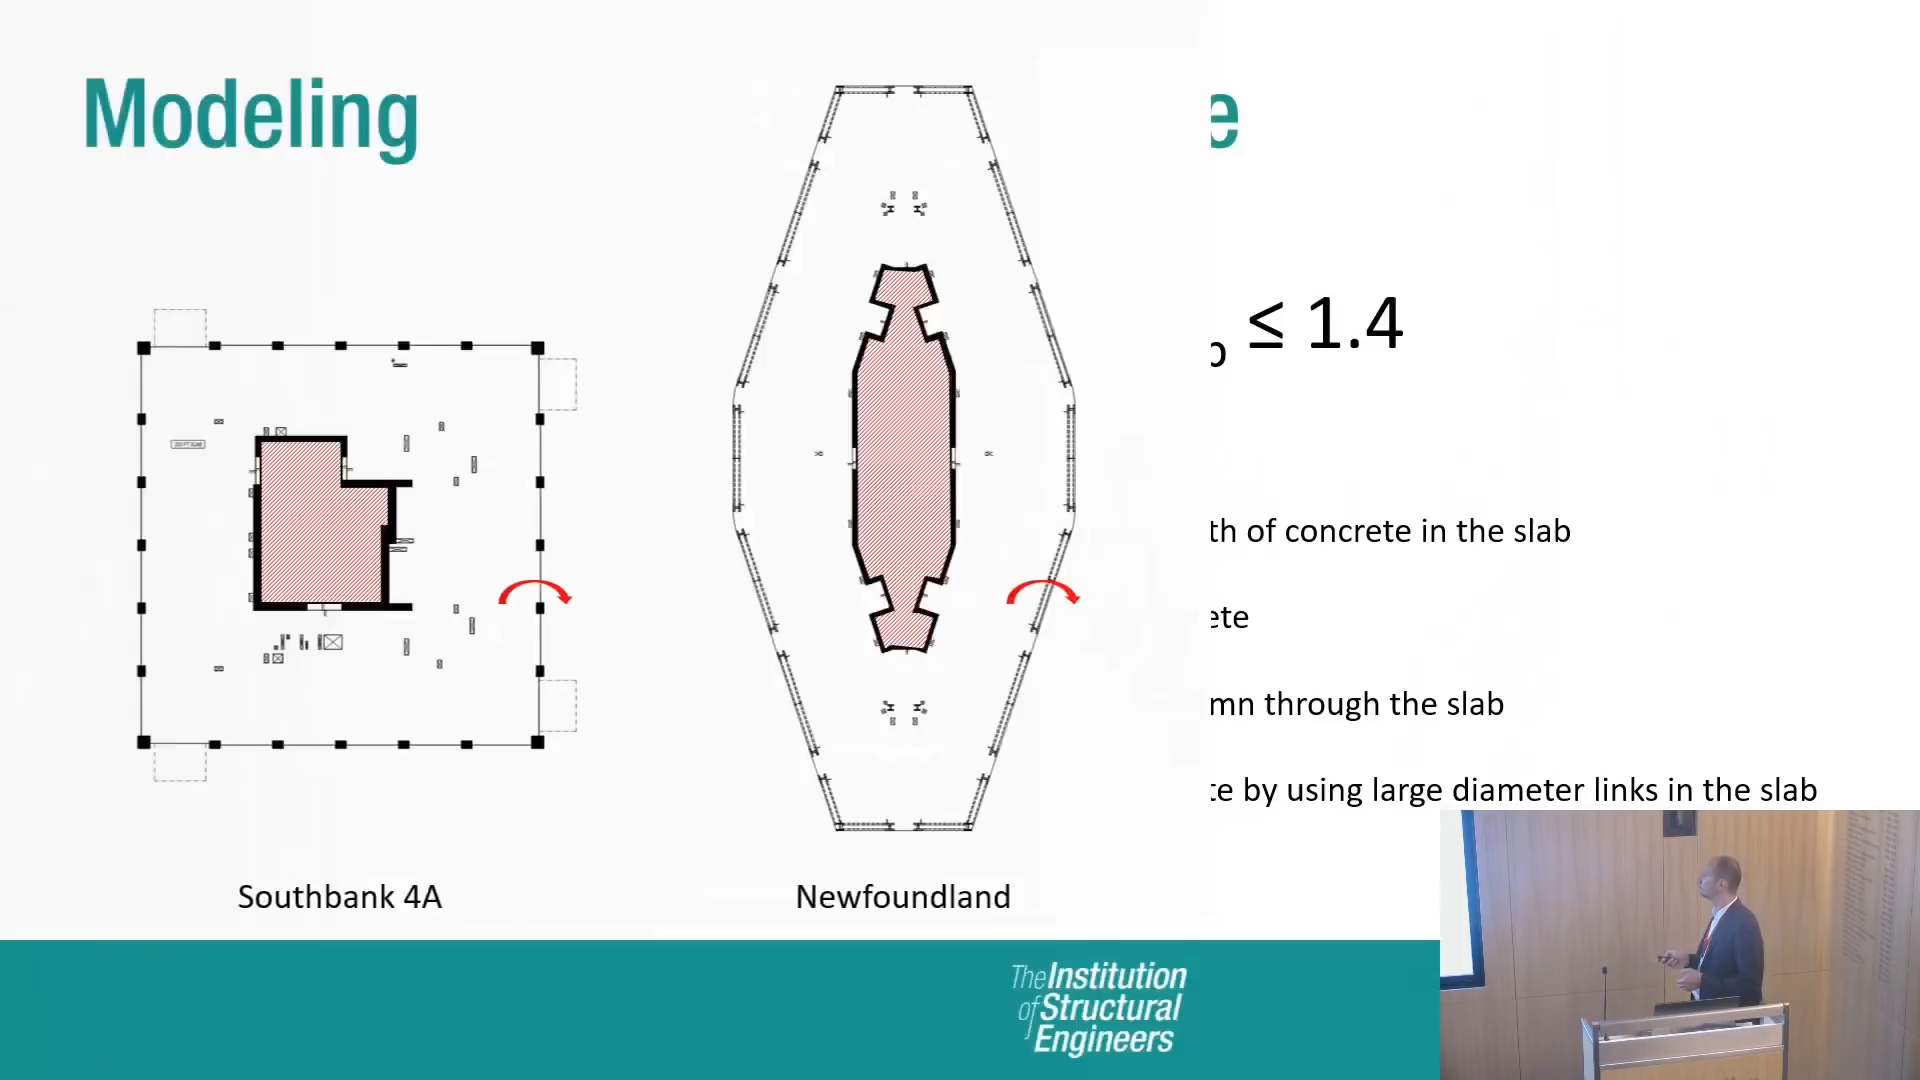 Modeling
e
≤ 1.4
th of concrete in the slab
ete
mn through the slab
te by using large diameter links in the slab
Southbank 4A
Newfoundland
The Institution
of Structural
Engineers